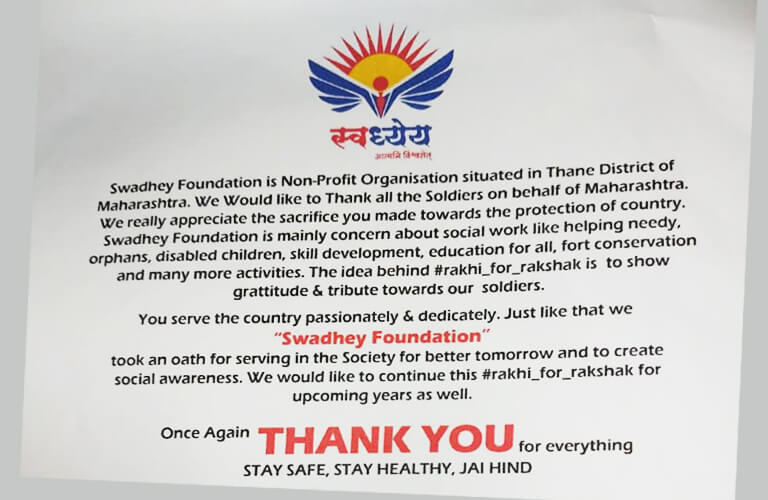 स्वध्येय
आत्मनि विश्वसेत्
Swadhey Foundation is Non-Profit Organisation situated in Thane District of
Maharashtra. We Would like to Thank all the Soldiers on behalf of Maharashtra.
We really appreciate the sacrifice you made towards the protection of country.
Swadhey Foundation is mainly concern about social work like helping needy,
orphans, disabled children, skill development, education for all, fort conservation
and many more activities. The idea behind #rakhi_for_rakshak is to show
grattitude & tribute towards our soldiers.
You serve the country passionately & dedicately. Just like that we
"Swadhey Foundation"
took an oath for serving in the Society for better tomorrow and to create
social awareness. We would like to continue this #rakhi_for_rakshak for
upcoming years as well.
Once Again THANK YOU for everything
STAY SAFE, STAY HEALTHY, JAI HIND